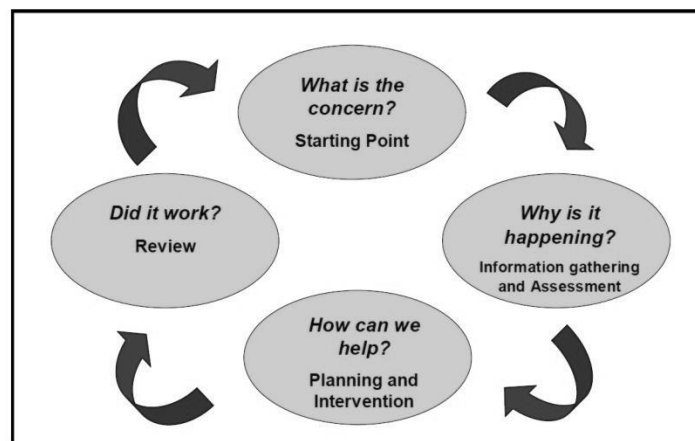 What is the
concern?
Starting Point
Why is it
happening?
Information gathering
and Assessment
How can we
help?
Planning and
Intervention
Did it work?
Review